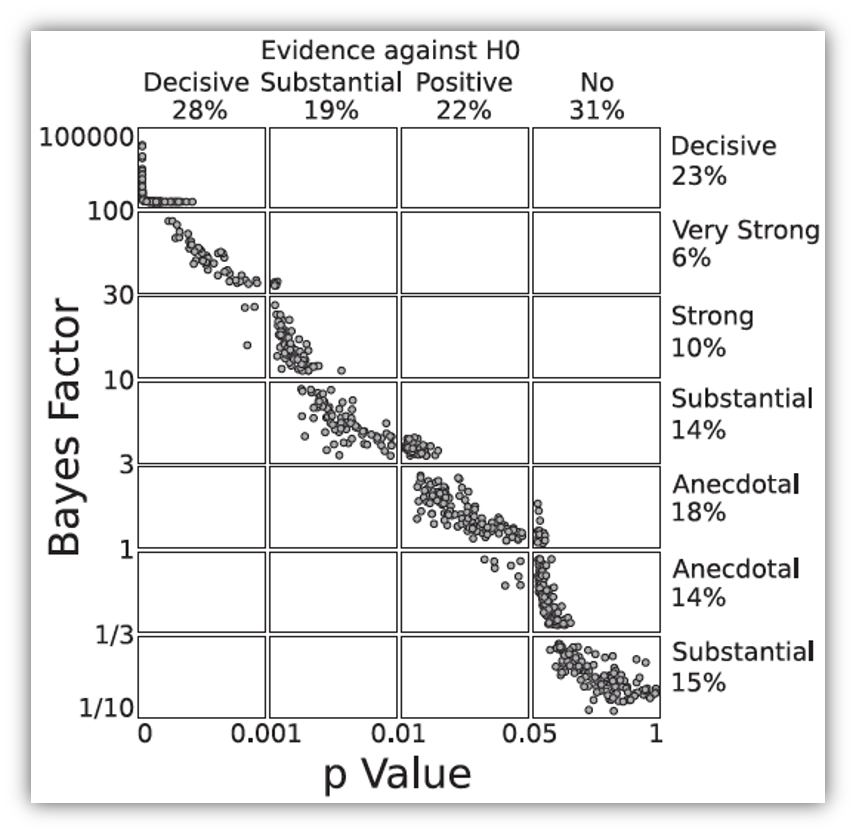 Evidence against H0
Decisive Substantial Positive No
28% 19% 22% 31%
100000
Decisive
23%
100
Very Strong
6%
30
Strong
10%
10
Substantial
14%
3
Anecdotal
18%
1
Anecdotal
14%
1/3
Substantial
15%
1/10
Bayes Factor
0 0.001 0.01 0.05 1
p Value